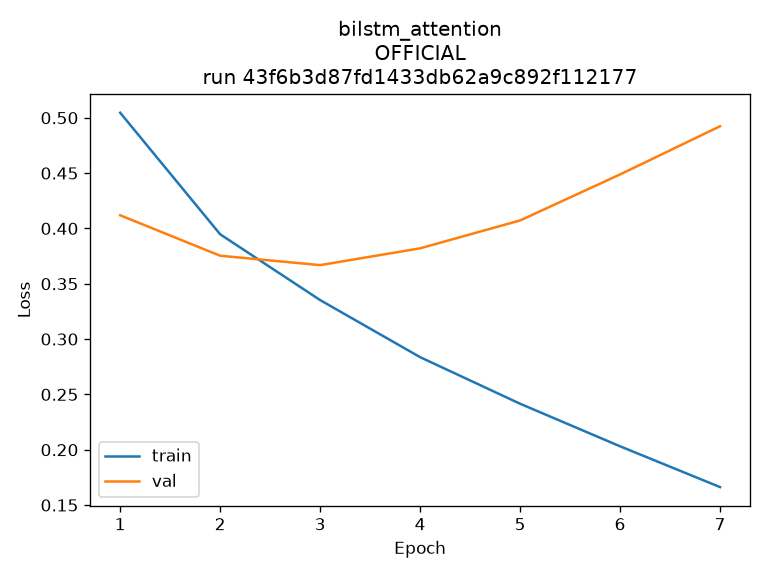 bilstm_attention
OFFICIAL
run 43f6b3d87fd1433db62a9c892f112177
0.50
0.45
0.40
0.35
0.30
0.25
0.20
0.15
Loss
train
val
1 2 3 4 5 6 7
Epoch